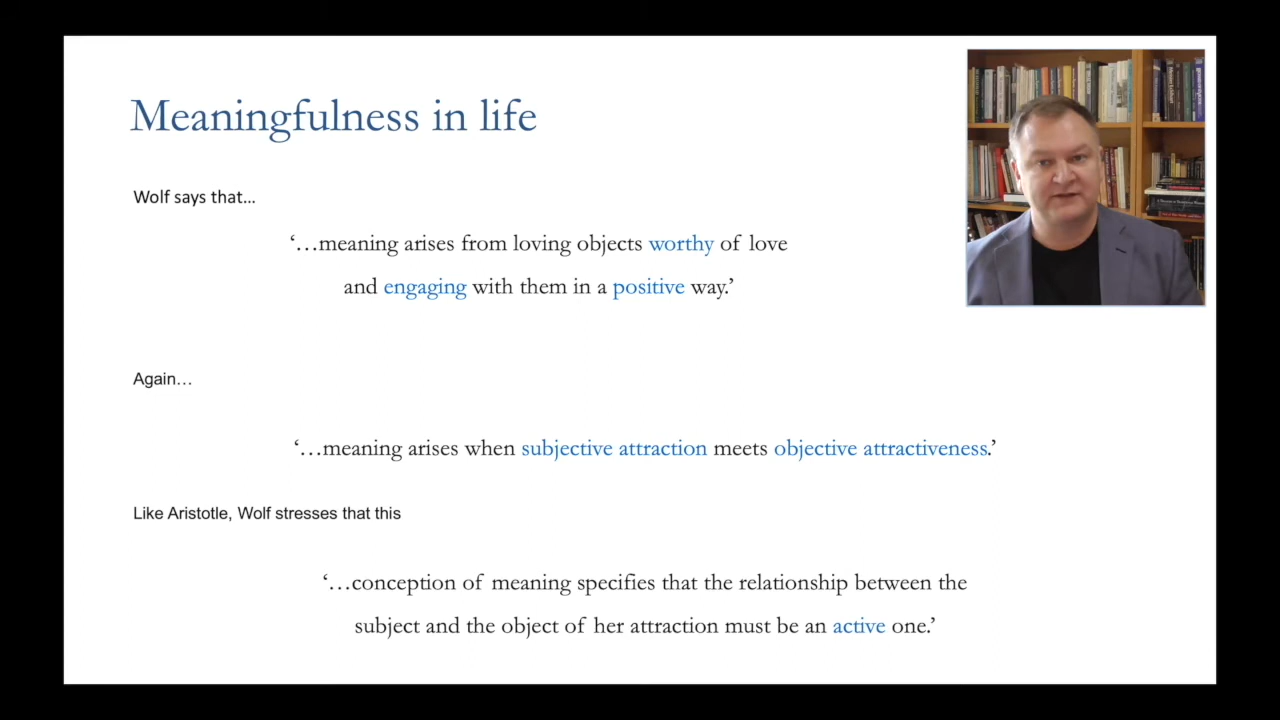 Meaningfulness in life
Wolf says that…
‘…meaning arises from loving objects worthy of love
and engaging with them in a positive way.’
Again…
‘…meaning arises when subjective attraction meets objective attractiveness.’
Like Aristotle, Wolf stresses that this
‘…conception of meaning specifies that the relationship between the
subject and the object of her attraction must be an active one.’